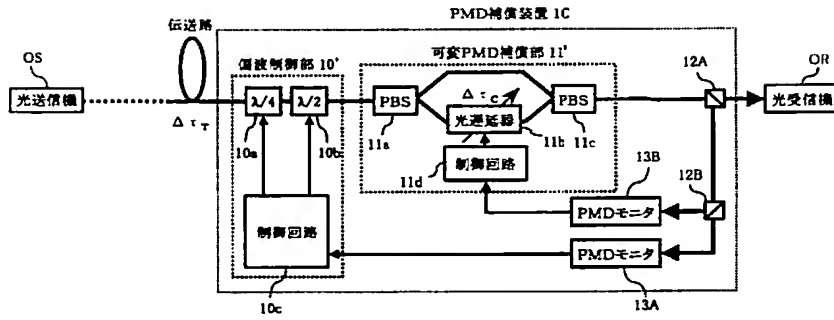 PMD補償装置 1C
伝送路
偏波制御部 10'
可変PMD補償部 11'
OS
12A
OR
光送信機
λ/4
λ/2
PBS
Δτc
PBS
光受信機
ΔτT
光遅延器
10a
10b
11a
11b
11c
制御回路
11d
13B
12B
PMDモニタ
制御回路
PMDモニタ
10c
13A